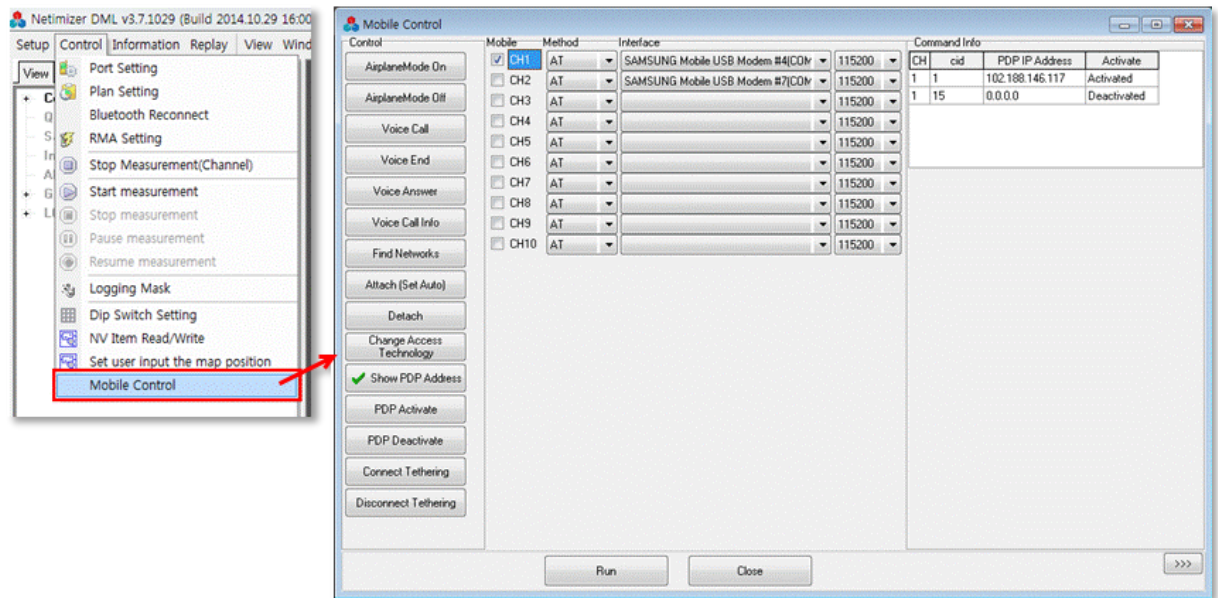 Netimizer DML v3.7.1029 (Build 2014.10.29 16:00
Setup Control Information Replay View Wind
View
Port Setting
Plan Setting
Bluetooth Reconnect
RMA Setting
Stop Measurement(Channel)
Start measurement
Stop measurement
Pause measurement
Resume measurement
Logging Mask
Dip Switch Setting
NV Item Read/Write
Set user input the map position
Mobile Control
Mobile Control
Control
AirplaneMode On
AirplaneMode Off
Voice Call
Voice End
Voice Answer
Voice Call Info
Find Networks
Attach (Set Auto)
Detach
Change Access
Technology
Show PDP Address
PDP Activate
PDP Deactivate
Connect Tethering
Disconnect Tethering
Mobile Method Interface
CH1 AT SAMSUNG Mobile USB Modem #4(COM 115200
CH2 AT SAMSUNG Mobile USB Modem #7(COM 115200
CH3 AT 115200
CH4 AT 115200
CH5 AT 115200
CH6 AT 115200
CH7 AT 115200
CH8 AT 115200
CH9 AT 115200
CH10 AT 115200
Command Info
CH cid PDP IP Address Activate
1 1 102.188.146.117 Activated
1 15 0.0.0.0 Deactivated
Run Close >>>